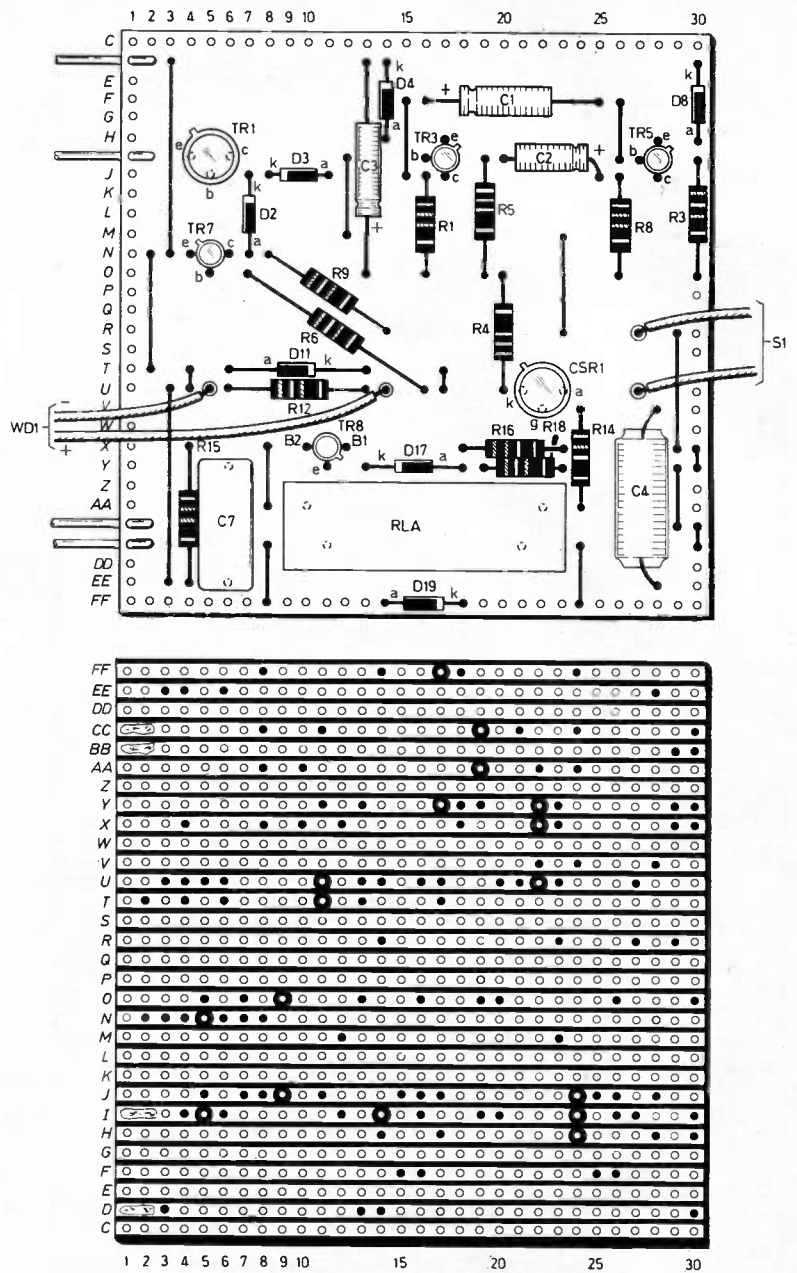 1 2 3 4 5 6 7 8 9 10 15 20 25 30
C
k
E
D4
k
F
+
C1
D8
G
a
a
H
TR1
TR3
e
C2
+
TR5
e
e
c
k
D3
a
C3
b
b
J
b
k
c
c
K
L
D2
R1
R5
R8
R3
M
TR7
+
N
e
c
a
O
b
R9
P
Q
R
R6
R4
S1
S
T
a
D11
k
CSR1
U
k
a
V
−
R12
g
WD1
W
TR8
R18
X
+
R15
B2
B1
R16
R14
Y
e
k
D17
a
Z
C4
AA
C7
RLA
DD
EE
D19
FF
a
k
FF
EE
DD
CC
BB
AA
Z
Y
X
W
V
U
T
S
R
Q
P
O
N
M
L
K
J
I
H
G
F
E
D
C
1 2 3 4 5 6 7 8 9 10 15 20 25 30